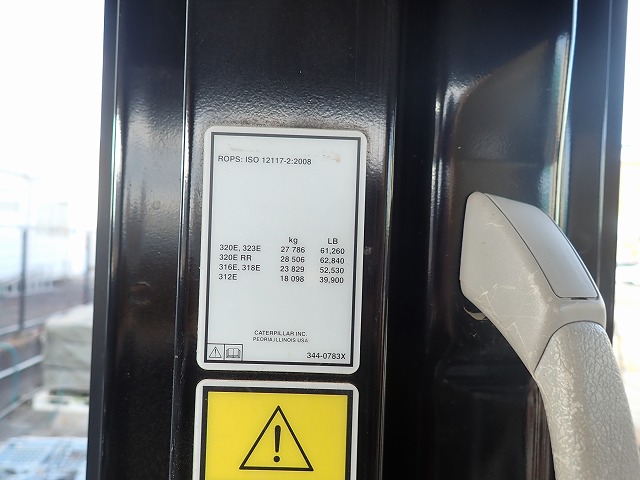 ROPS: ISO 12117-2:2008
kg LB
320E, 323E 27 786 61,260
320E RR 28 506 62,840
316E, 318E 23 829 52,530
312E 18 098 39,900
CATERPILLAR INC.
PEORIA,ILLINOIS USA
344-0783X